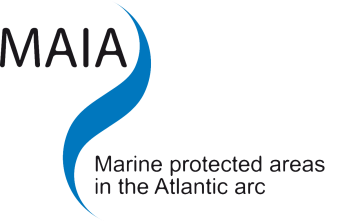 MAIA
Marine protected areas
in the Atlantic arc